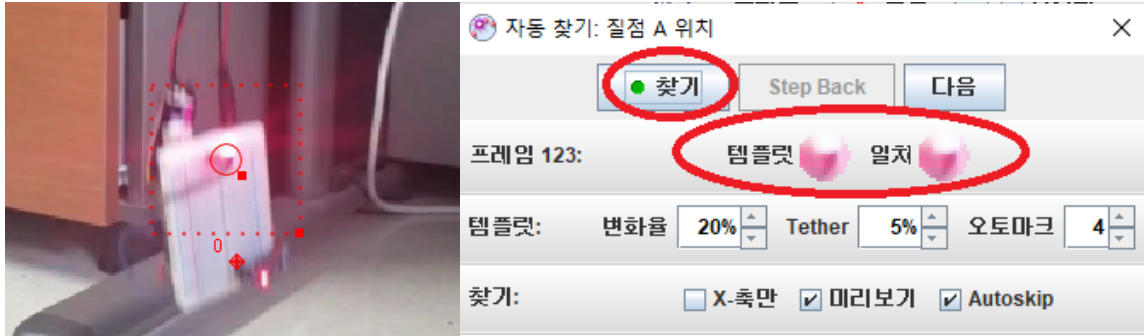 자동 찾기: 질점 A 위치
찾기 Step Back 다음
프레임 123: 템플릿 일치
템플릿: 변화율 20% Tether 5% 오토마크 4
찾기: X-축만 미리보기 Autoskip
0